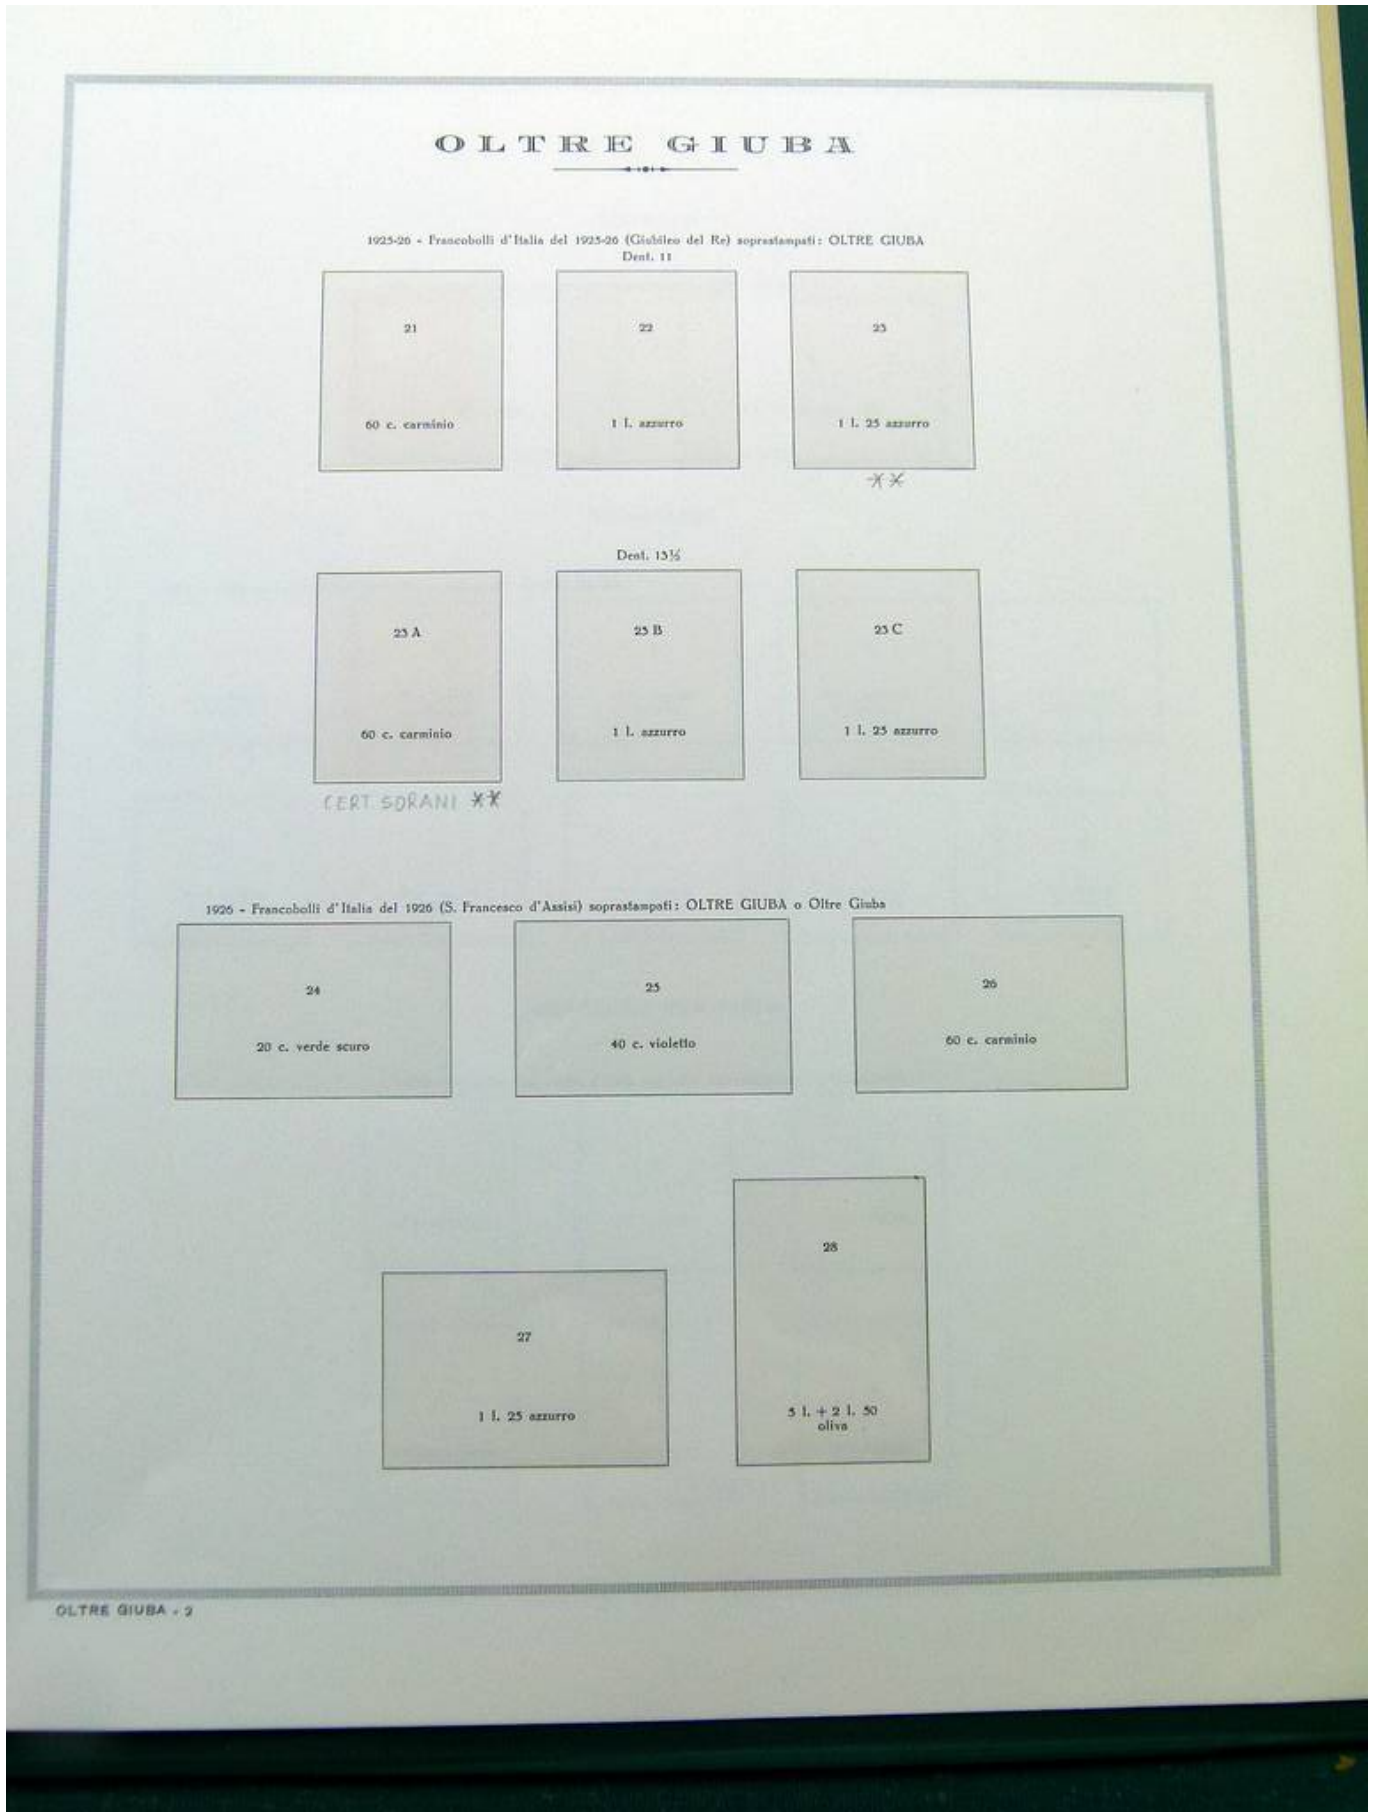 OLTRE GIUBA
1925-26 - Francobolli d'Italia del 1925-26 (Giubileo del Re) soprastampati: OLTRE GIUBA
Dent. 11
21
22
23
60 c. carminio
1 l. azzurro
1 l. 25 azzurro
**
Dent. 13½
23 A
23 B
23 C
60 c. carminio
1 l. azzurro
1 l. 25 azzurro
CERT. SORANI **
1926 - Francobolli d'Italia del 1926 (S. Francesco d'Assisi) soprastampati: OLTRE GIUBA o Oltre Giuba
24
25
26
20 c. verde scuro
40 c. violetto
60 c. carminio
27
1 l. 25 azzurro
28
5 l. + 2 l. 50
oliva
OLTRE GIUBA - 2